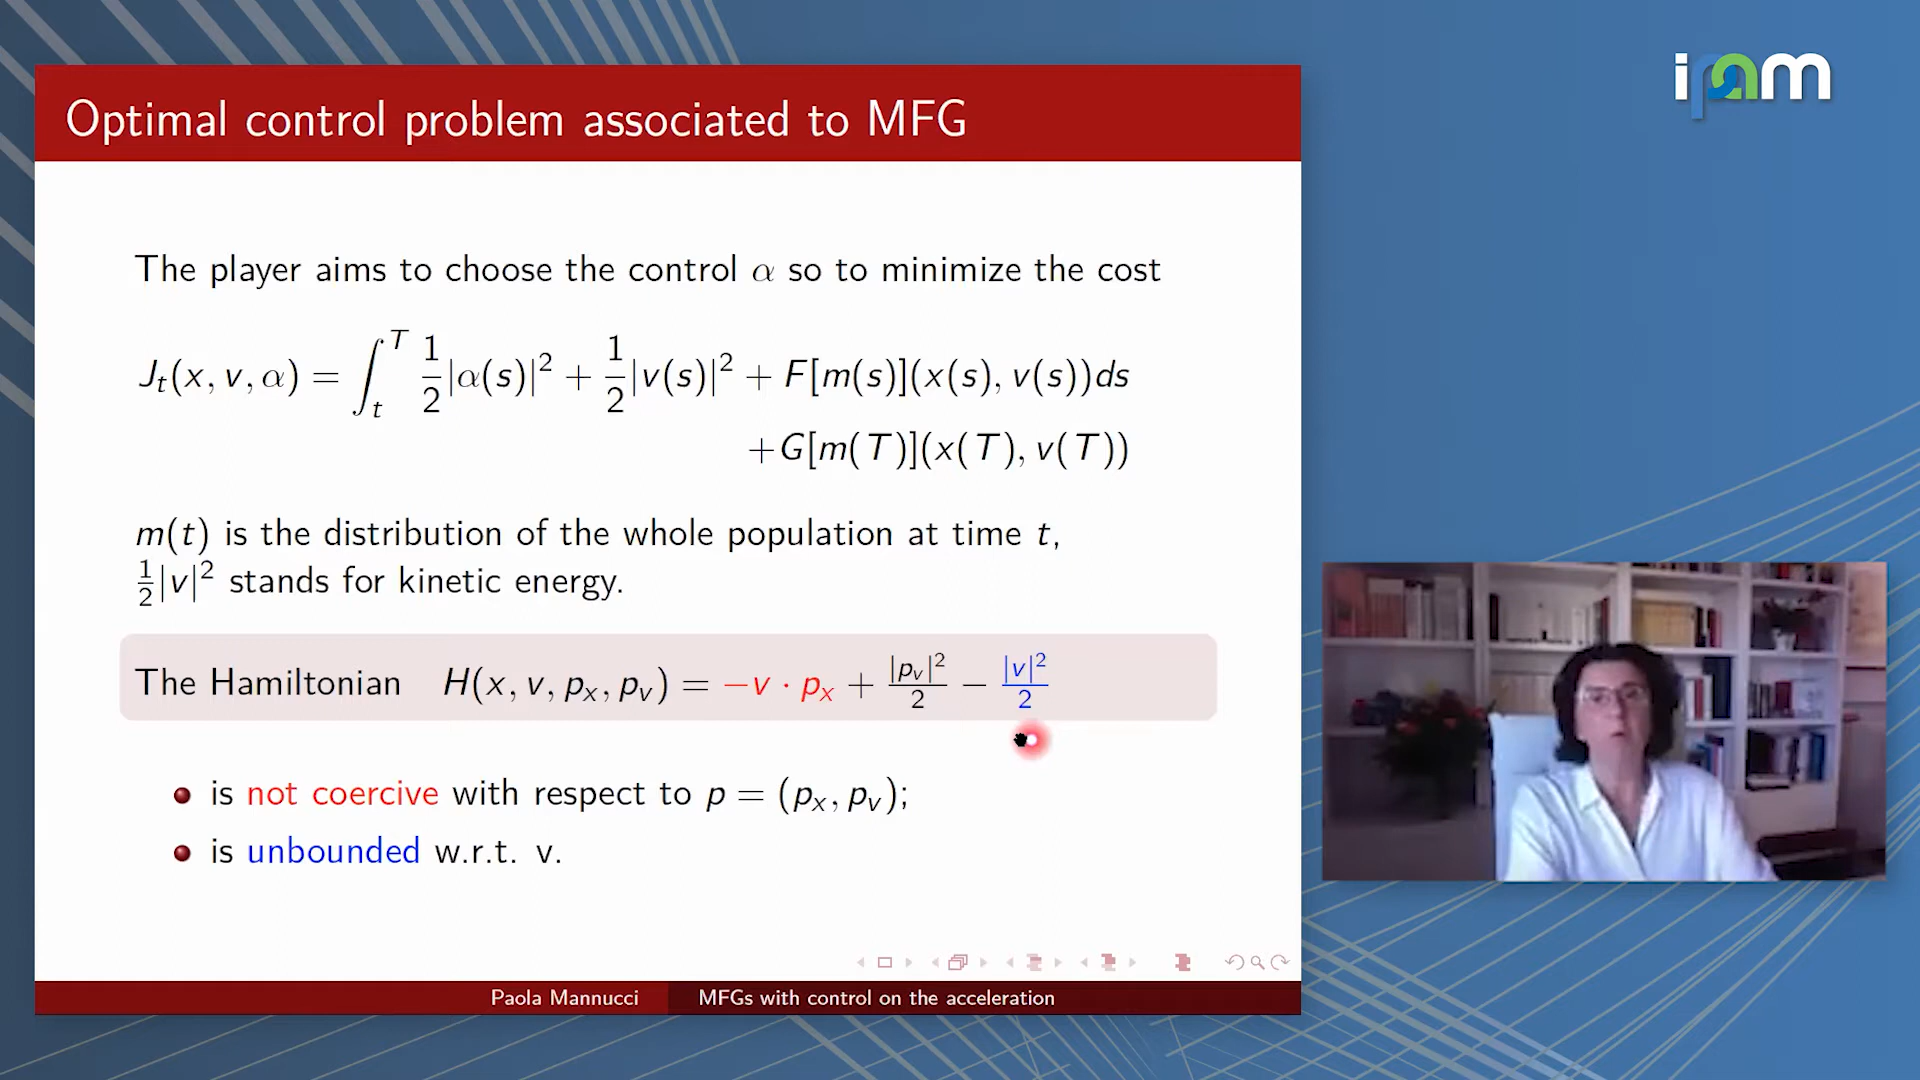 ipam
Optimal control problem associated to MFG
The player aims to choose the control α so to minimize the cost
J_t(x, v, α) = ∫_t^T 1/2|α(s)|² + 1/2|v(s)|² + F[m(s)](x(s), v(s))ds
+G[m(T)](x(T), v(T))
m(t) is the distribution of the whole population at time t,
1/2|v|² stands for kinetic energy.
The Hamiltonian H(x, v, p_x, p_v) = −v · p_x + |p_v|²/2 − |v|²/2
is not coercive with respect to p = (p_x, p_v);
is unbounded w.r.t. v.
Paola Mannucci MFGs with control on the acceleration